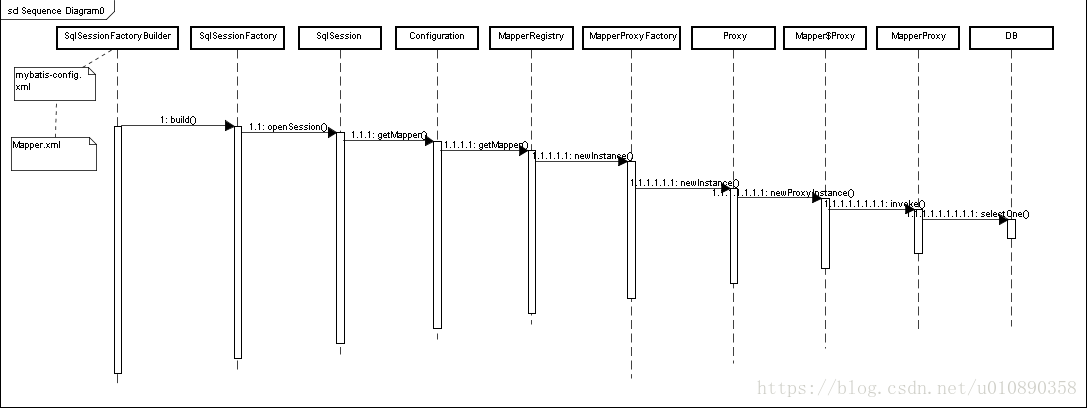 sd Sequence Diagram0
SqlSessionFactoryBuilder
SqlSessionFactory
SqlSession
Configuration
MapperRegistry
MapperProxyFactory
Proxy
Mapper$Proxy
MapperProxy
DB
mybatis-config.
xml
Mapper.xml
1: build()
1.1: openSession()
1.1.1: getMapper()
1.1.1.1: getMapper()
1.1.1.1.1: newInstance()
1.1.1.1.1.1: newInstance()
1.1.1.1.1.1.1: newProxyInstance()
1.1.1.1.1.1.1.1: invoke()
1.1.1.1.1.1.1.1.1: selectOne()
https://blog.csdn.net/u010890358